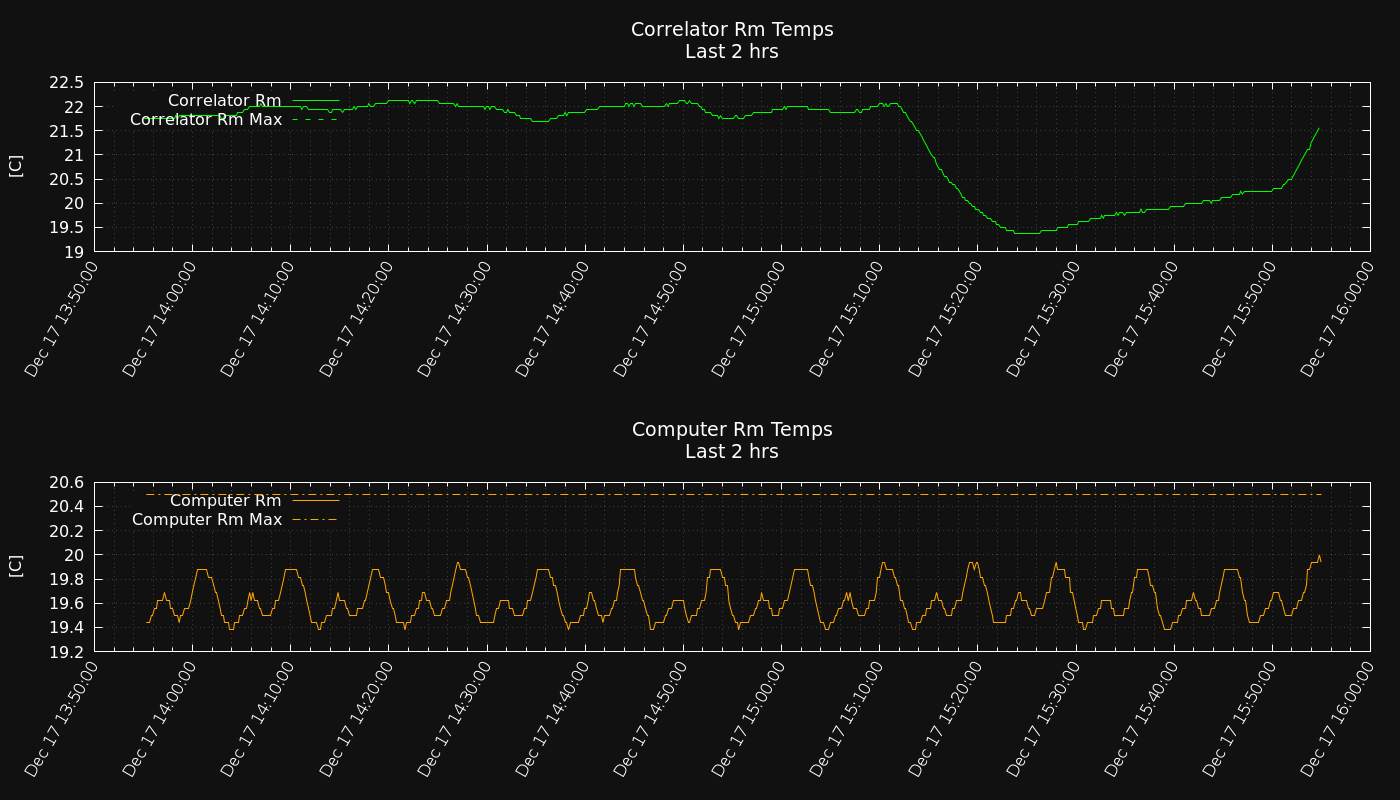 Correlator Rm Temps
Last 2 hrs
22.5
22
21.5
21
20.5
20
19.5
19
[C]
Correlator Rm
Correlator Rm Max
Dec 17 13:50:00
Dec 17 14:00:00
Dec 17 14:10:00
Dec 17 14:20:00
Dec 17 14:30:00
Dec 17 14:40:00
Dec 17 14:50:00
Dec 17 15:00:00
Dec 17 15:10:00
Dec 17 15:20:00
Dec 17 15:30:00
Dec 17 15:40:00
Dec 17 15:50:00
Dec 17 16:00:00
Computer Rm Temps
Last 2 hrs
20.6
20.4
20.2
20
19.8
19.6
19.4
19.2
[C]
Computer Rm
Computer Rm Max
Dec 17 13:50:00
Dec 17 14:00:00
Dec 17 14:10:00
Dec 17 14:20:00
Dec 17 14:30:00
Dec 17 14:40:00
Dec 17 14:50:00
Dec 17 15:00:00
Dec 17 15:10:00
Dec 17 15:20:00
Dec 17 15:30:00
Dec 17 15:40:00
Dec 17 15:50:00
Dec 17 16:00:00